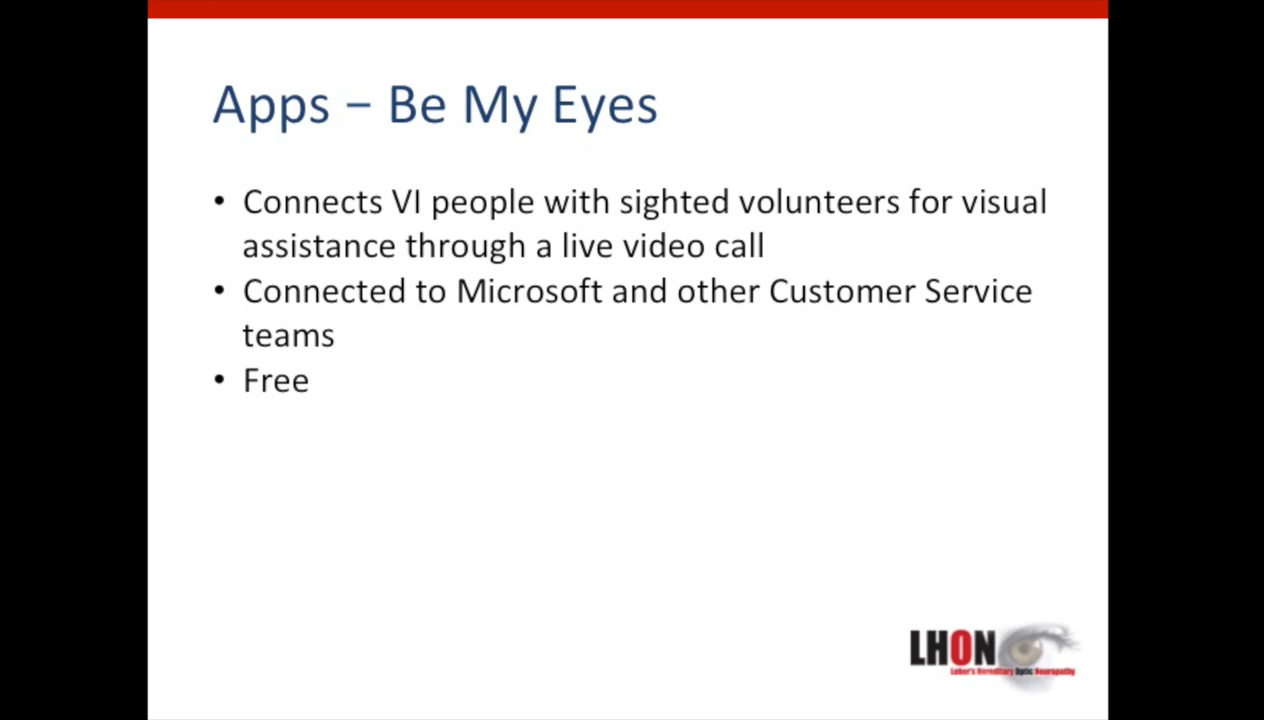 Apps – Be My Eyes
• Connects VI people with sighted volunteers for visual
assistance through a live video call
• Connected to Microsoft and other Customer Service
teams
• Free
LHON
Leber's Hereditary Optic Neuropathy